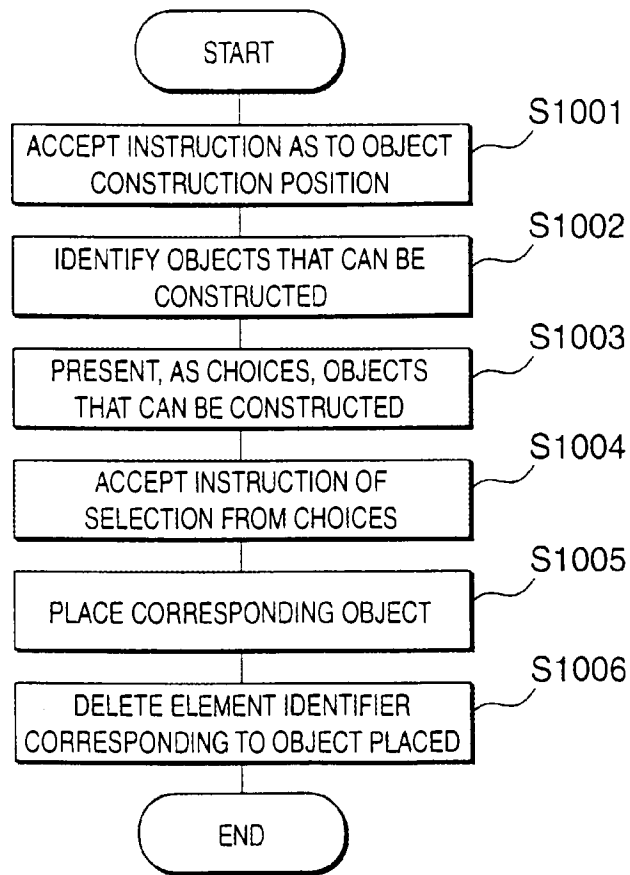 START
S1001
ACCEPT INSTRUCTION AS TO OBJECT
CONSTRUCTION POSITION
S1002
IDENTIFY OBJECTS THAT CAN BE
CONSTRUCTED
S1003
PRESENT, AS CHOICES, OBJECTS
THAT CAN BE CONSTRUCTED
S1004
ACCEPT INSTRUCTION OF
SELECTION FROM CHOICES
S1005
PLACE CORRESPONDING OBJECT
S1006
DELETE ELEMENT IDENTIFIER
CORRESPONDING TO OBJECT PLACED
END